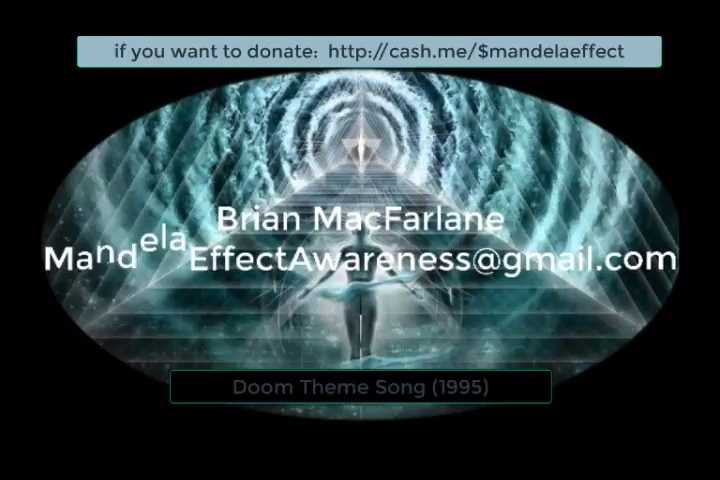 if you want to donate: http://cash.me/$mandelaeffect
Brian MacFarlane
MandelaEffectAwareness@gmail.com
Doom Theme Song (1995)